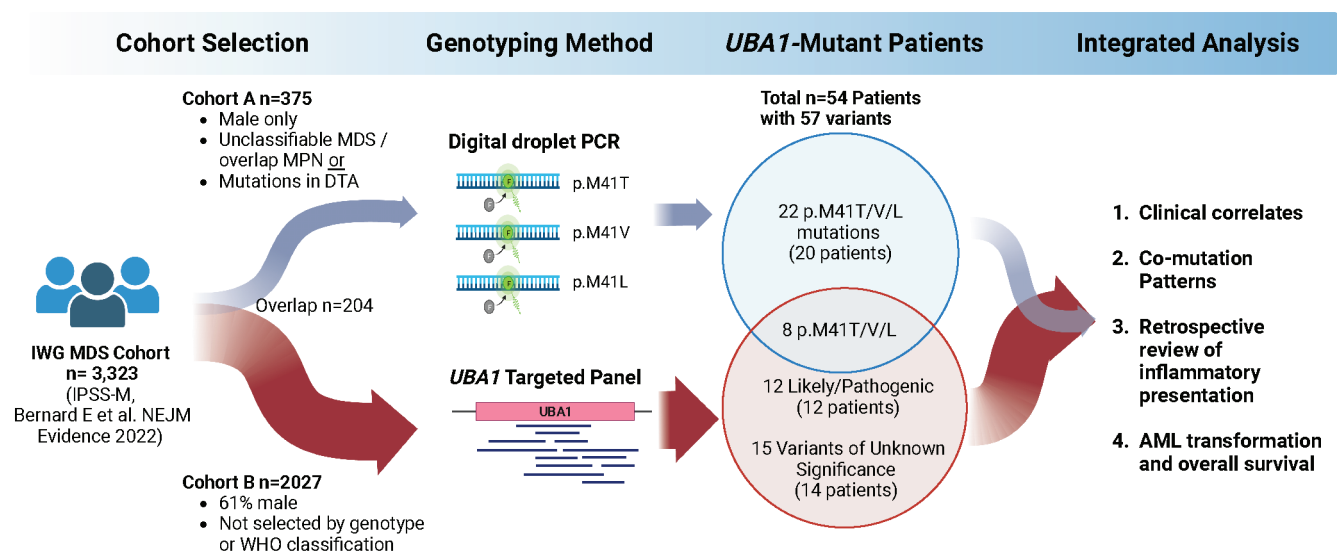 Cohort Selection
Genotyping Method
UBA1-Mutant Patients
Integrated Analysis
Cohort A n=375
• Male only
• Unclassifiable MDS /
overlap MPN or
• Mutations in DTA
Overlap n=204
IWG MDS Cohort
n= 3,323
(IPSS-M,
Bernard E et al. NEJM
Evidence 2022)
Cohort B n=2027
• 61% male
• Not selected by genotype
or WHO classification
Digital droplet PCR
F
F
p.M41T
F
F
p.M41V
F
F
p.M41L
UBA1 Targeted Panel
UBA1
Total n=54 Patients
with 57 variants
22 p.M41T/V/L
mutations
(20 patients)
8 p.M41T/V/L
12 Likely/Pathogenic
(12 patients)
15 Variants of Unknown
Significance
(14 patients)
1. Clinical correlates
2. Co-mutation
Patterns
3. Retrospective
review of
inflammatory
presentation
4. AML transformation
and overall survival